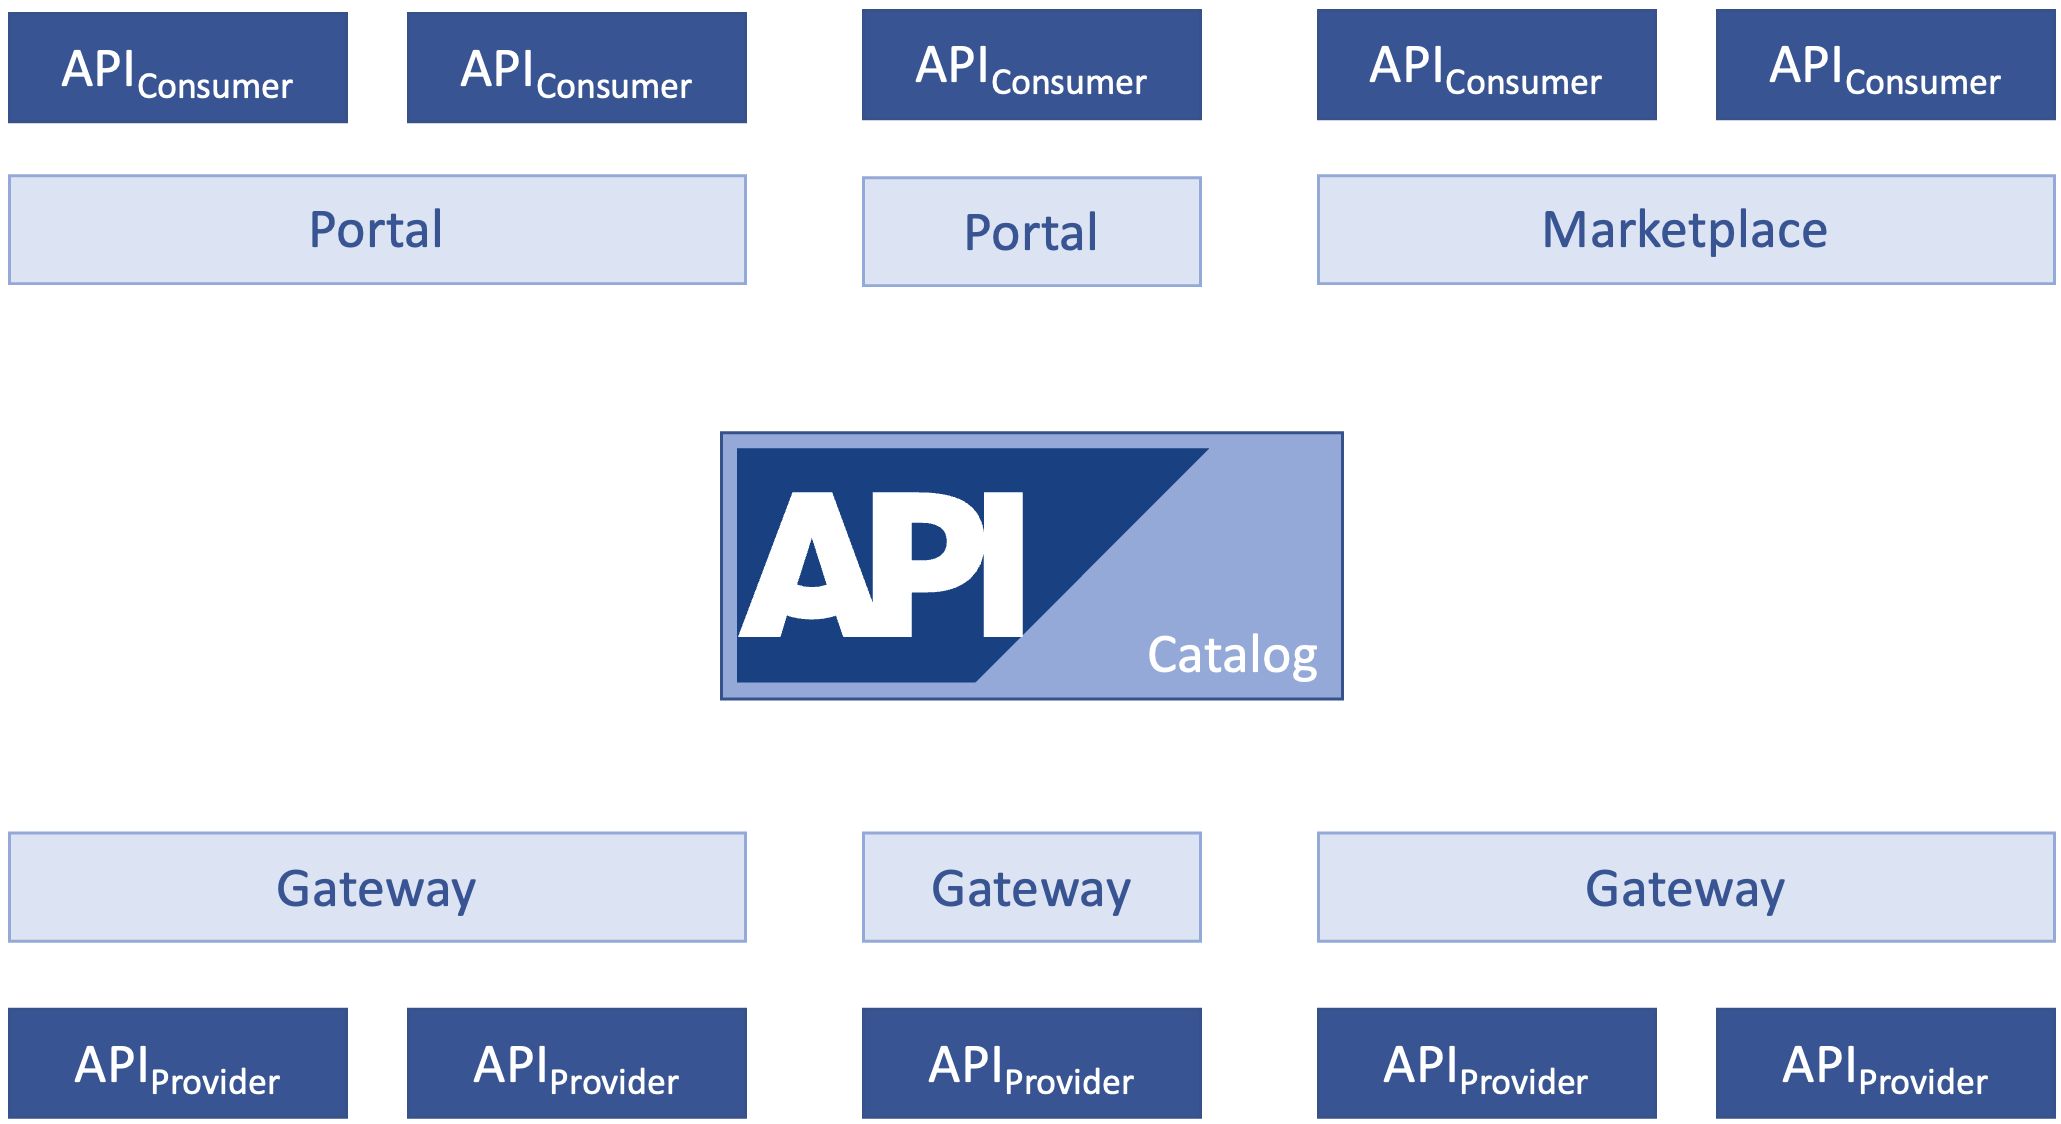 API Consumer
API Consumer
API Consumer
API Consumer
API Consumer
Portal
Portal
Marketplace
API
Catalog
Gateway
Gateway
Gateway
API Provider
API Provider
API Provider
API Provider
API Provider